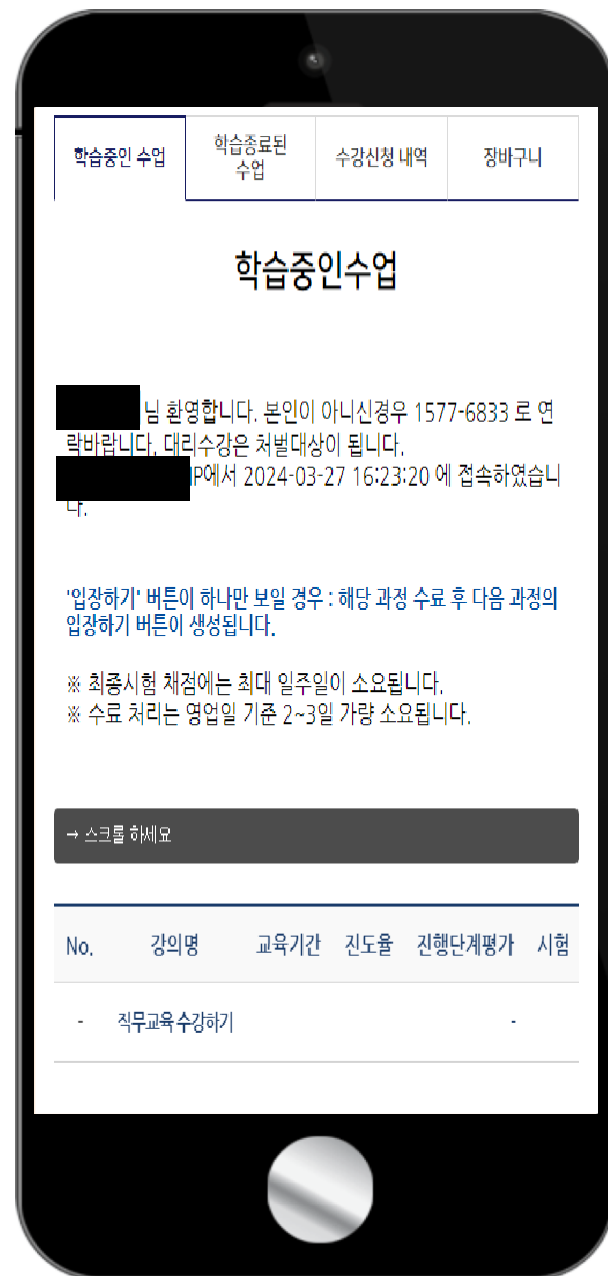 학습중인 수업
학습종료된
수업
수강신청 내역
장바구니
학습중인수업
님 환영합니다. 본인이 아니신경우 1577-6833 로 연
락바랍니다. 대리수강은 처벌대상이 됩니다.
IP에서 2024-03-27 16:23:20 에 접속하였습니
다.
'입장하기' 버튼이 하나만 보일 경우 : 해당 과정 수료 후 다음 과정의
입장하기 버튼이 생성됩니다.
※ 최종시험 채점에는 최대 일주일이 소요됩니다.
※ 수료 처리는 영업일 기준 2~3일 가량 소요됩니다.
→ 스크롤 하세요
No. 강의명 교육기간 진도율 진행단계평가 시험
- 직무교육 수강하기 -